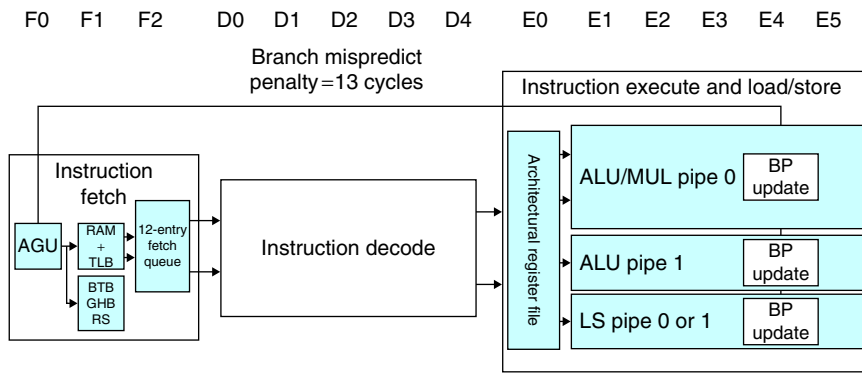 F0 F1 F2 D0 D1 D2 D3 D4 E0 E1 E2 E3 E4 E5
Branch mispredict
penalty=13 cycles
Instruction execute and load/store
Instruction
fetch
AGU
RAM
+
TLB
BTB
GHB
RS
12-entry
fetch
queue
Instruction decode
Architectural register file
ALU/MUL pipe 0
BP
update
ALU pipe 1
BP
update
LS pipe 0 or 1
BP
update